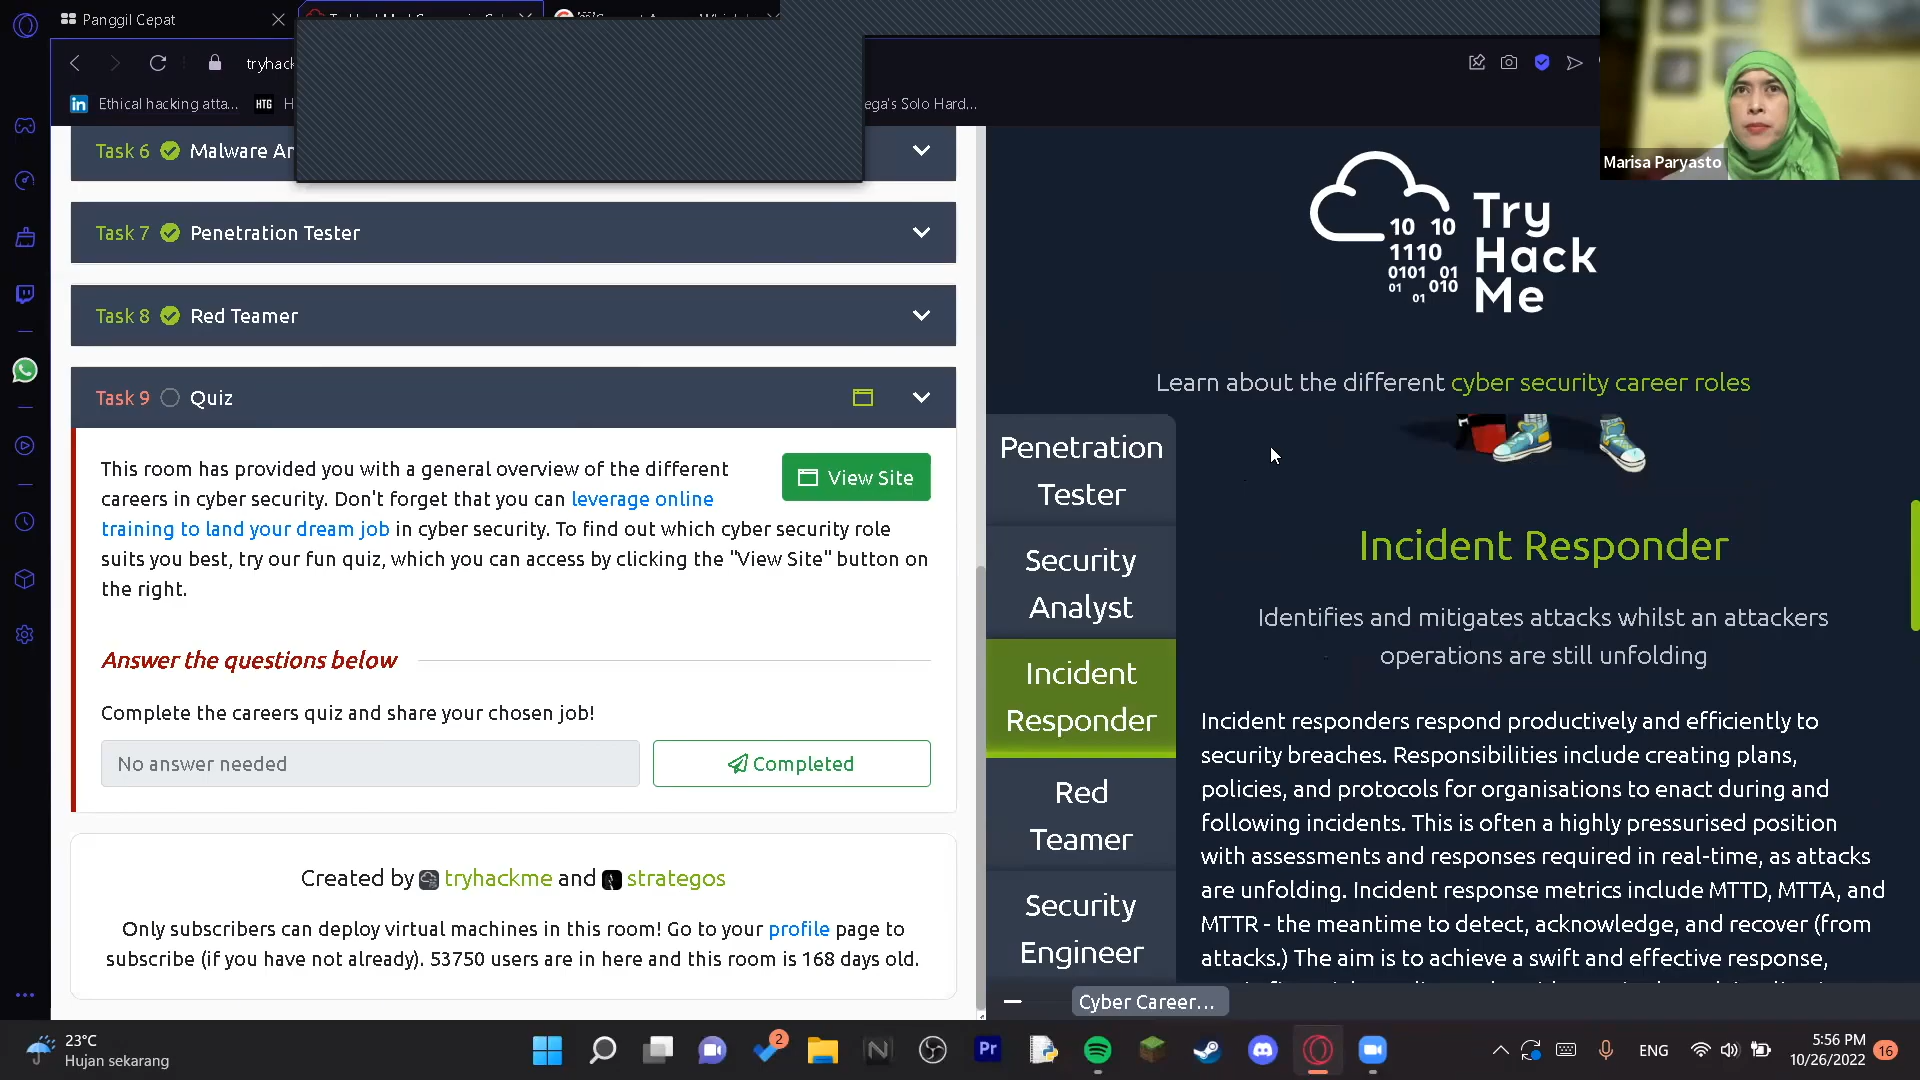 Panggil Cepat
tryhack
Ethical hacking atta...
HTG
H
ega's Solo Hard...
Marisa Paryasto
Task 6
Malware An
Task 7
Penetration Tester
Task 8
Red Teamer
Task 9
Quiz
This room has provided you with a general overview of the different
careers in cyber security. Don't forget that you can leverage online
training to land your dream job in cyber security. To find out which cyber security role
suits you best, try our fun quiz, which you can access by clicking the "View Site" button on
the right.
View Site
Answer the questions below
Complete the careers quiz and share your chosen job!
No answer needed
Completed
Created by tryhackme and strategos
Only subscribers can deploy virtual machines in this room! Go to your profile page to
subscribe (if you have not already). 53750 users are in here and this room is 168 days old.
10 10
1110
0101 01
01 010
01
Try
Hack
Me
Learn about the different cyber security career roles
Penetration
Tester
Security
Analyst
Incident
Responder
Red
Teamer
Security
Engineer
Incident Responder
Identifies and mitigates attacks whilst an attackers
operations are still unfolding
Incident responders respond productively and efficiently to
security breaches. Responsibilities include creating plans,
policies, and protocols for organisations to enact during and
following incidents. This is often a highly pressurised position
with assessments and responses required in real-time, as attacks
are unfolding. Incident response metrics include MTTD, MTTA, and
MTTR - the meantime to detect, acknowledge, and recover (from
attacks.) The aim is to achieve a swift and effective response,
Cyber Career...
23°C
Hujan sekarang
2
Pr
ENG
5:56 PM
10/26/2022
16